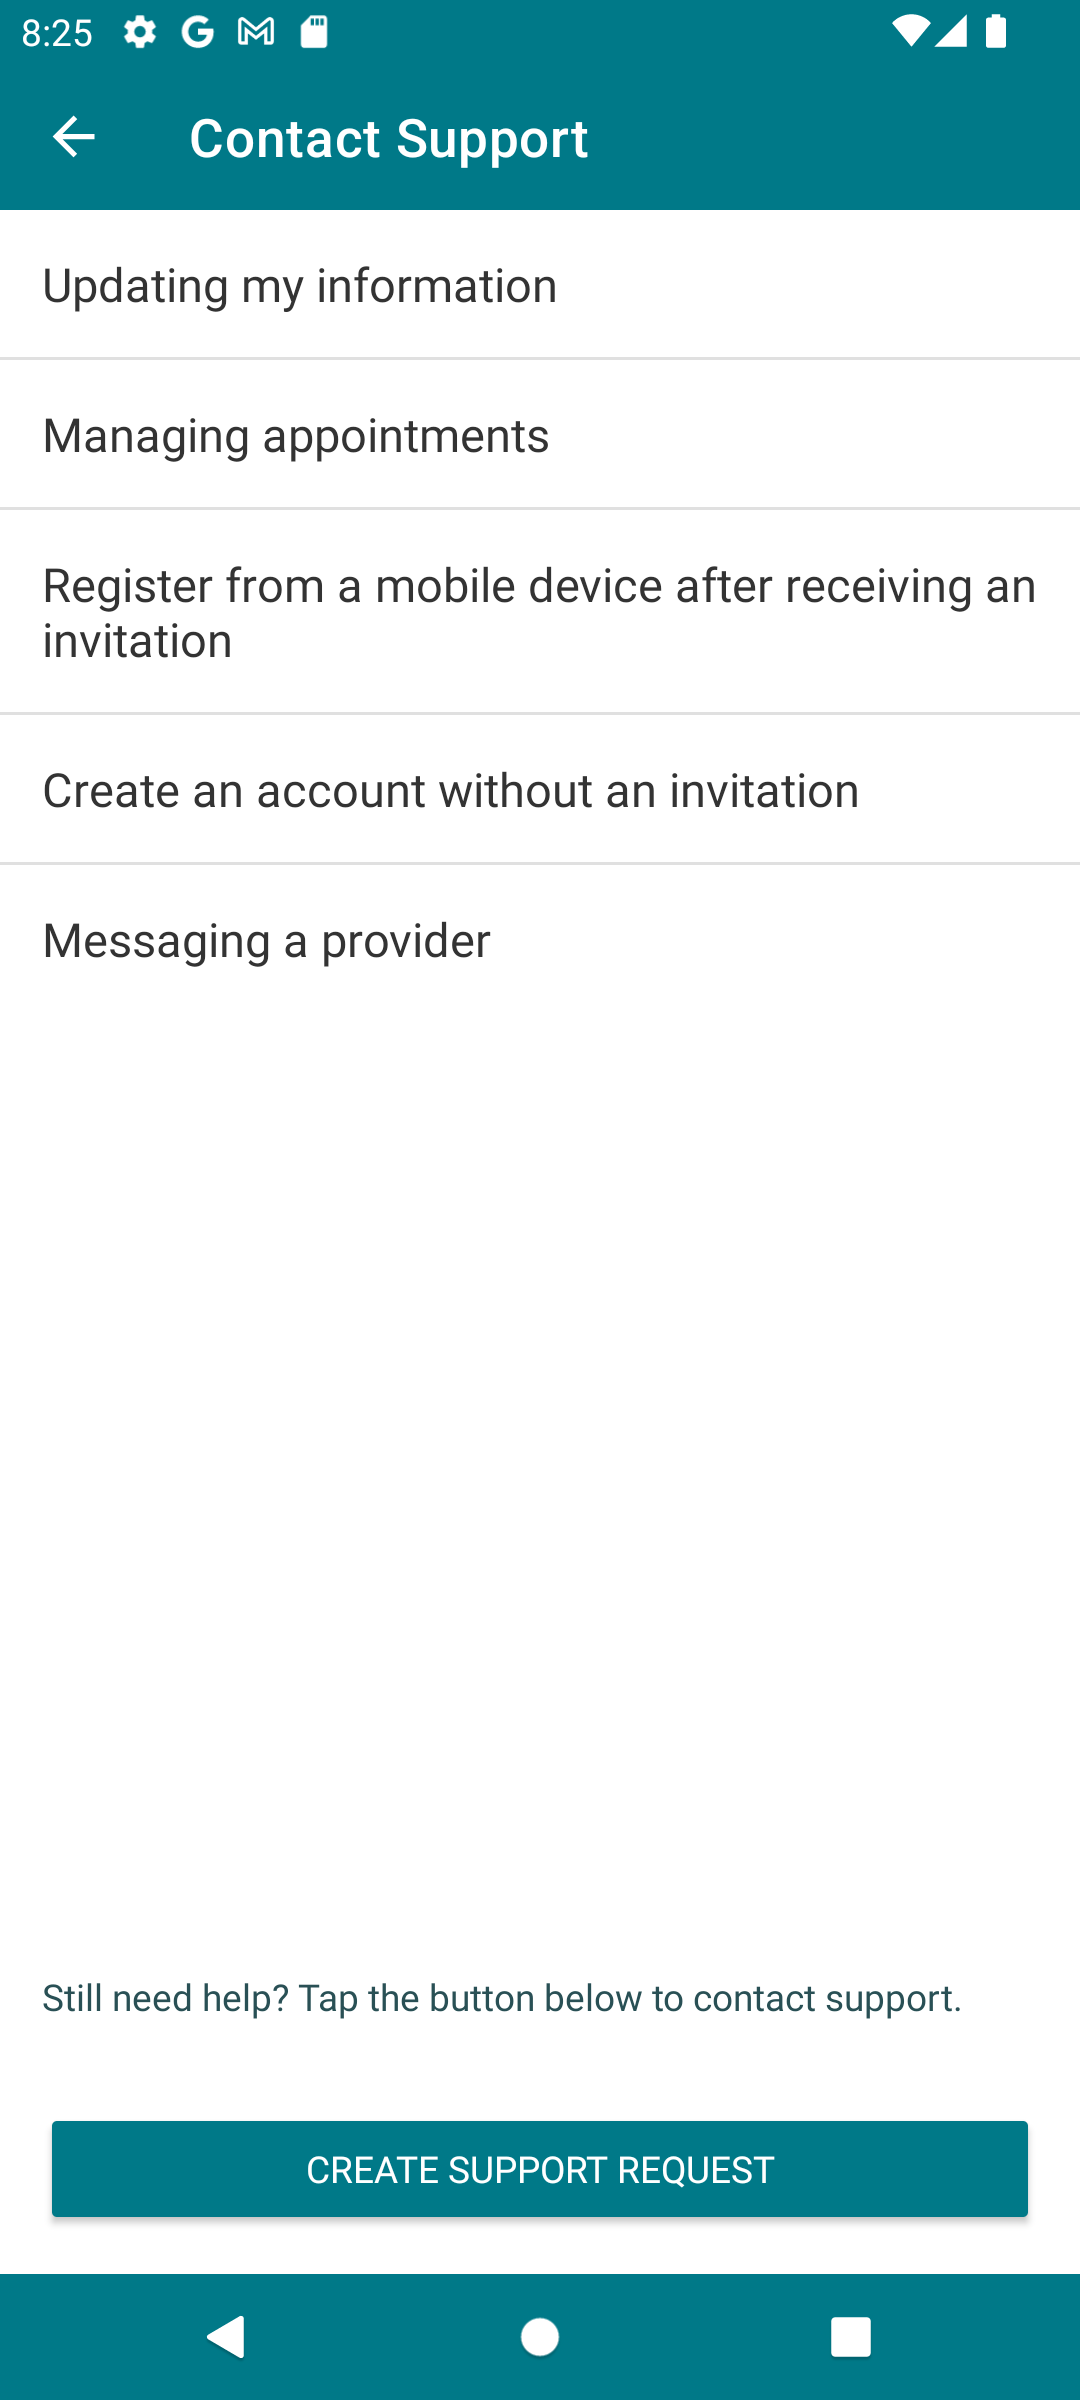 8:25
Contact Support
Updating my information
Managing appointments
Register from a mobile device after receiving an
invitation
Create an account without an invitation
Messaging a provider
Still need help? Tap the button below to contact support.
CREATE SUPPORT REQUEST